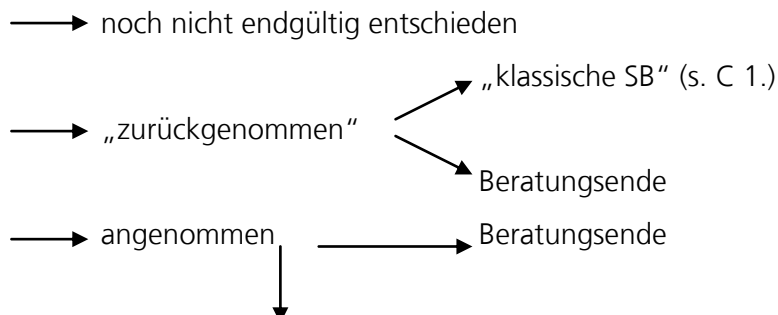 noch nicht endgültig entschieden
„klassische SB“ (s. C 1.)
„zurückgenommen“
Beratungsende
angenommen
Beratungsende